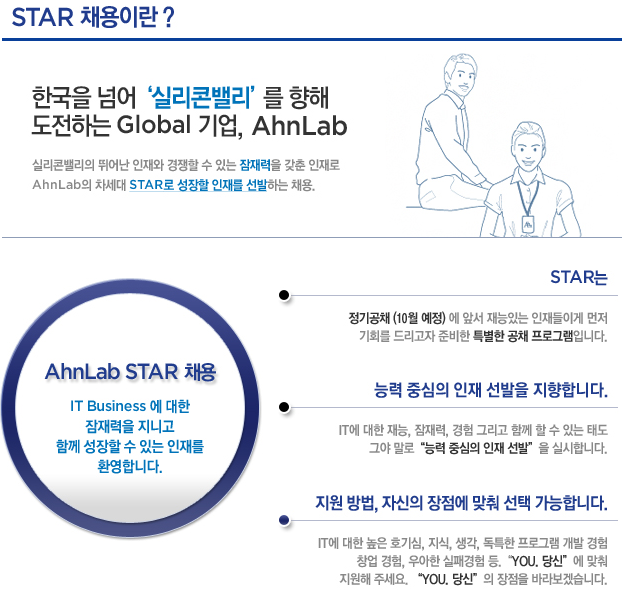 STAR 채용이란 ?
한국을 넘어 ‘실리콘밸리’ 를 향해
도전하는 Global 기업, AhnLab
실리콘밸리의 뛰어난 인재와 경쟁할 수 있는 잠재력을 갖춘 인재로
AhnLab의 차세대 STAR로 성장할 인재를 선발하는 채용.
AhnLab STAR 채용
IT Business 에 대한
잠재력을 지니고
함께 성장할 수 있는 인재를
환영합니다.
STAR는
정기공채 (10월 예정) 에 앞서 재능있는 인재들이게 먼저
기회를 드리고자 준비한 특별한 공채 프로그램입니다.
능력 중심의 인재 선발을 지향합니다.
IT에 대한 재능, 잠재력, 경험 그리고 함께 할 수 있는 태도
그야 말로 “능력 중심의 인재 선발” 을 실시합니다.
지원 방법, 자신의 장점에 맞춰 선택 가능합니다.
IT에 대한 높은 호기심, 지식, 생각, 독특한 프로그램 개발 경험
창업 경험, 우아한 실패경험 등. “YOU. 당신” 에 맞춰
지원해 주세요. “YOU. 당신” 의 장점을 바라보겠습니다.